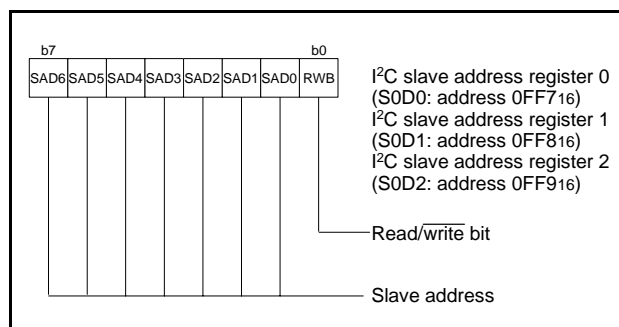 b7 b0
SAD6 SAD5 SAD4 SAD3 SAD2 SAD1 SAD0 RWB
I²C slave address register 0
(S0D0: address 0FF7₁₆)
I²C slave address register 1
(S0D1: address 0FF8₁₆)
I²C slave address register 2
(S0D2: address 0FF9₁₆)
Read/w̅r̅i̅t̅e̅ bit
Slave address